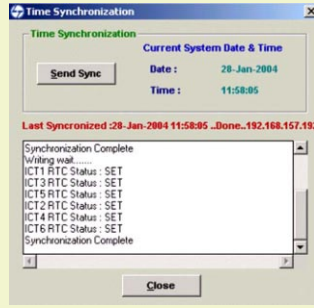 Time Synchronization
Time Synchronization
Current System Date & Time
Send Sync
Date :
28-Jan-2004
Time :
11:58:05
Last Syncronized :28-Jan-2004 11:58:05 ..Done..192.168.157.192
Synchronization Complete
Writing wait.......
ICT1 RTC Status : SET
ICT3 RTC Status : SET
ICT5 RTC Status : SET
ICT2 RTC Status : SET
ICT4 RTC Status : SET
ICT6 RTC Status : SET
Synchronization Complete
Close